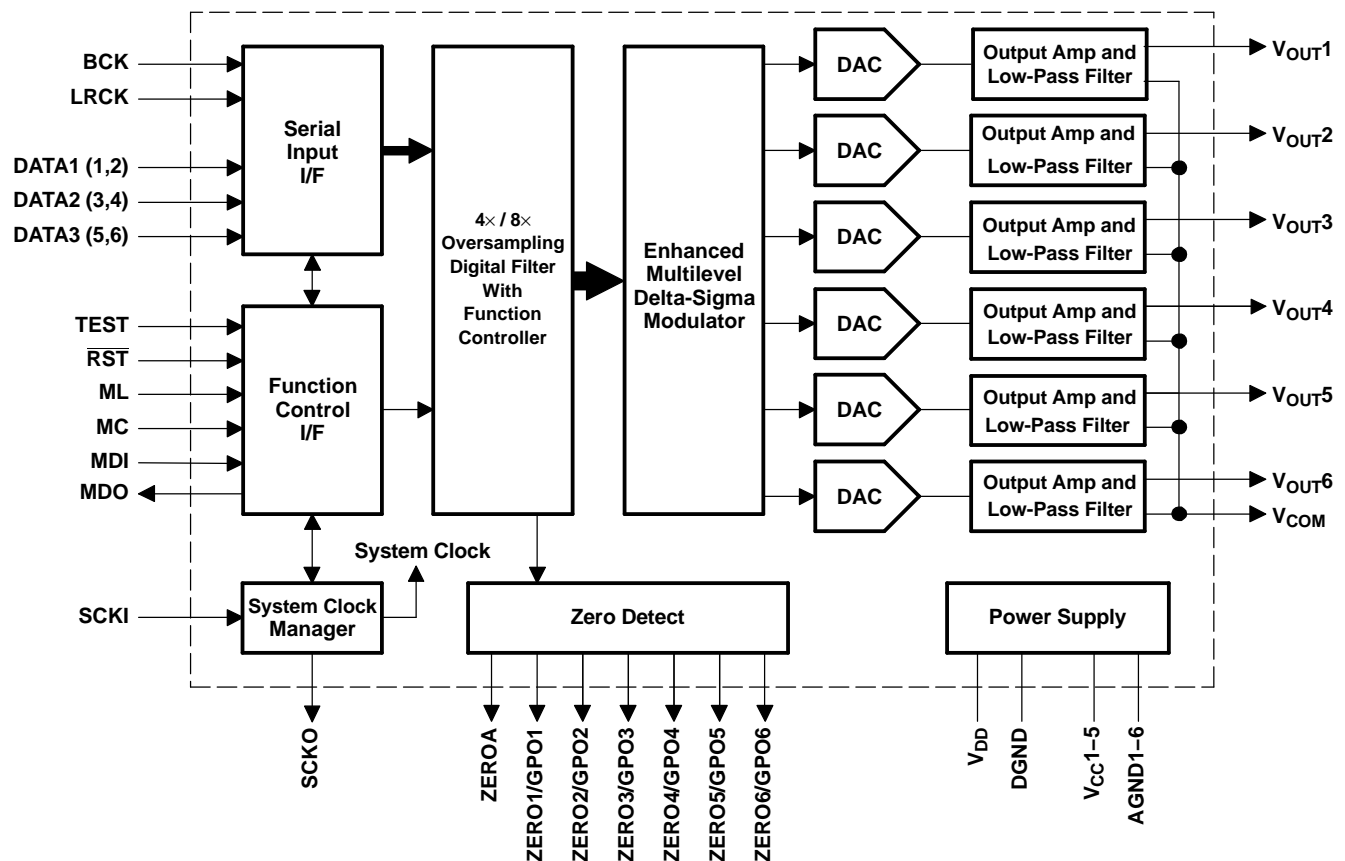 BCK
LRCK
DATA1 (1,2)
DATA2 (3,4)
DATA3 (5,6)
Serial
Input
I/F
TEST
RST
ML
MC
MDI
MDO
Function
Control
I/F
SCKI
System Clock
Manager
System Clock
SCKO
4× / 8×
Oversampling
Digital Filter
With
Function
Controller
Enhanced
Multilevel
Delta-Sigma
Modulator
DAC
Output Amp and
Low-Pass Filter
VOUT1
DAC
Output Amp and
Low-Pass Filter
VOUT2
DAC
Output Amp and
Low-Pass Filter
VOUT3
DAC
Output Amp and
Low-Pass Filter
VOUT4
DAC
Output Amp and
Low-Pass Filter
VOUT5
DAC
Output Amp and
Low-Pass Filter
VOUT6
VCOM
Zero Detect
ZEROA
ZERO1/GPO1
ZERO2/GPO2
ZERO3/GPO3
ZERO4/GPO4
ZERO5/GPO5
ZERO6/GPO6
Power Supply
VDD
DGND
VCC1−5
AGND1−6